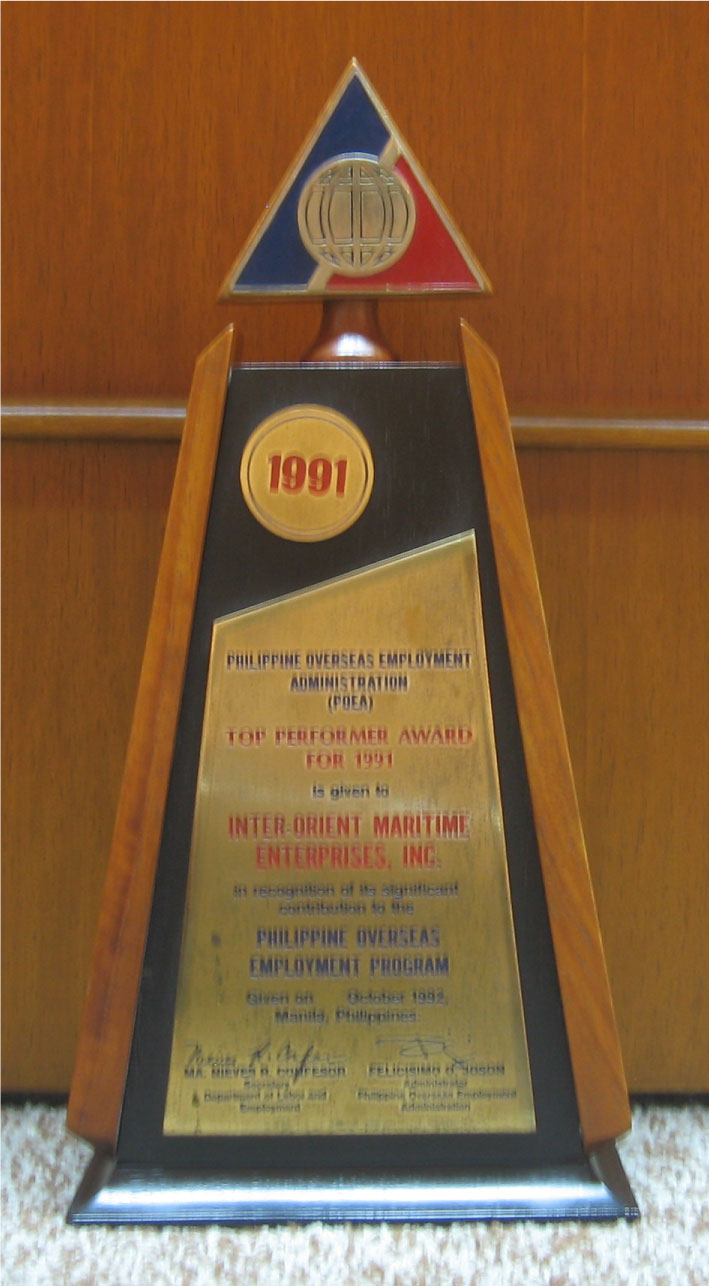 1991
PHILIPPINE OVERSEAS EMPLOYMENT
ADMINISTRATION
(POEA)
TOP PERFORMER AWARD
FOR 1991
is given to
INTER-ORIENT MARITIME
ENTERPRISES, INC.
in recognition of its significant
contribution to the
PHILIPPINE OVERSEAS
EMPLOYMENT PROGRAM
Given on October 1992,
Manila, Philippines.
MA. NIEVES R. CONFESOR
Secretary
Department of Labor and
Employment
FELICISIMO O. JOSON
Administrator
Philippine Overseas Employment
Administration